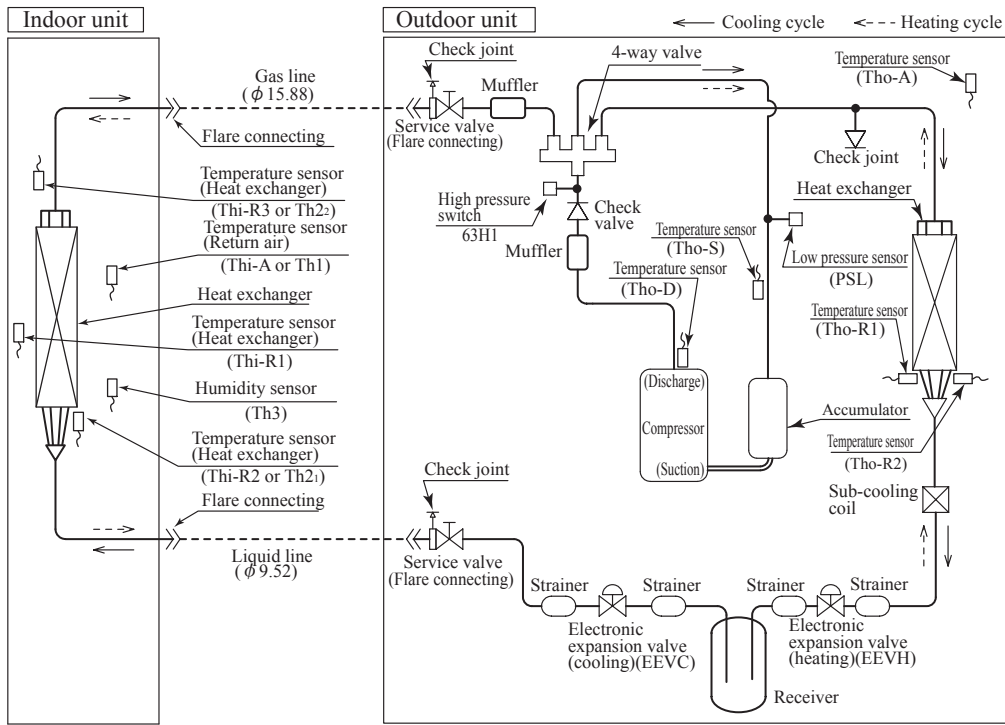 Indoor unit
Outdoor unit
Cooling cycle
Heating cycle
Gas line
(ϕ 15.88)
Flare connecting
Temperature sensor
(Heat exchanger)
(Thi-R3 or Th2₂)
Temperature sensor
(Return air)
(Thi-A or Th1)
Heat exchanger
Temperature sensor
(Heat exchanger)
(Thi-R1)
Humidity sensor
(Th3)
Temperature sensor
(Heat exchanger)
(Thi-R2 or Th2₁)
Flare connecting
Liquid line
(ϕ 9.52)
Check joint
Muffler
Service valve
(Flare connecting)
4-way valve
Temperature sensor
(Tho-A)
Check joint
High pressure
switch
63H1
Check
valve
Muffler
Temperature sensor
(Tho-S)
Temperature sensor
(Tho-D)
Heat exchanger
Low pressure sensor
(PSL)
Temperature sensor
(Tho-R1)
(Discharge)
Compressor
(Suction)
Accumulator
Temperature sensor
(Tho-R2)
Sub-cooling
coil
Check joint
Service valve
(Flare connecting)
Strainer
Strainer
Electronic
expansion valve
(cooling)(EEVC)
Strainer
Strainer
Electronic
expansion valve
(heating)(EEVH)
Receiver